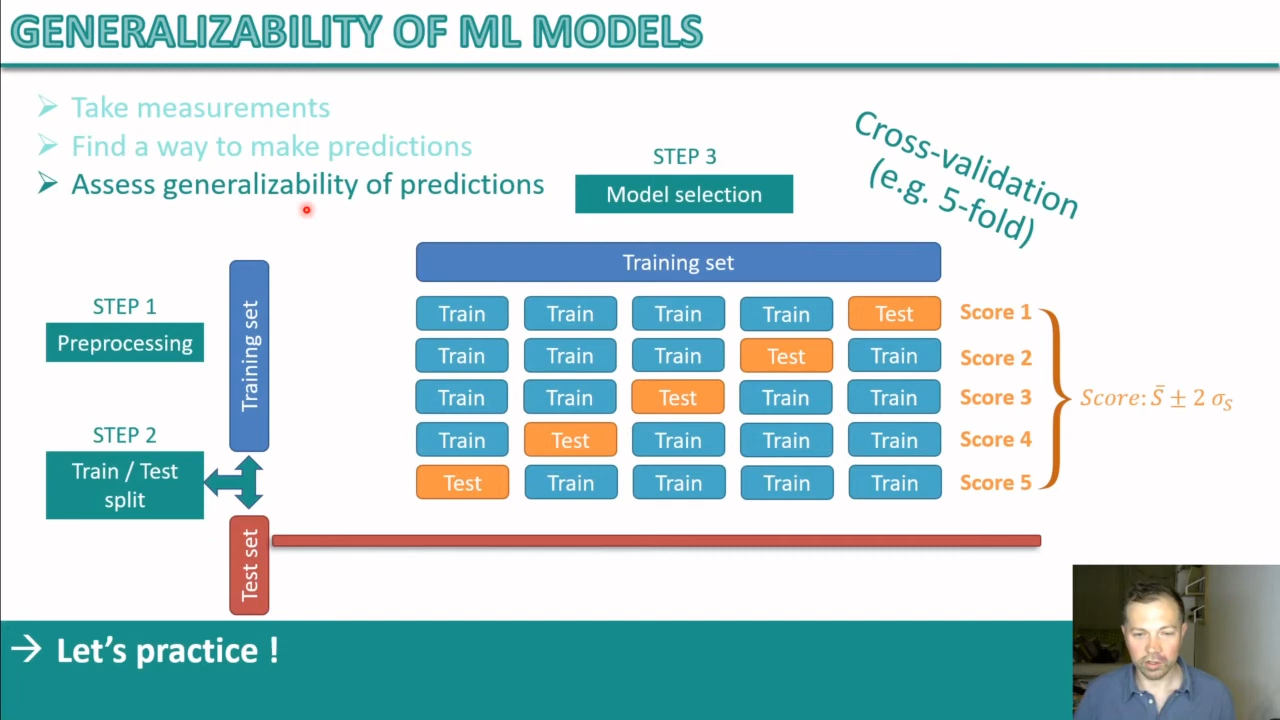 GENERALIZABILITY OF ML MODELS
Take measurements
Find a way to make predictions
Assess generalizability of predictions
STEP 3
Model selection
Cross-validation
(e.g. 5-fold)
STEP 1
Preprocessing
STEP 2
Train / Test
split
Training set
Test set
Training set
Train Train Train Train Test Score 1
Train Train Train Test Train Score 2
Train Train Test Train Train Score 3
Train Test Train Train Train Score 4
Test Train Train Train Train Score 5
Score: S̄ ± 2 σ_S
→ Let's practice !